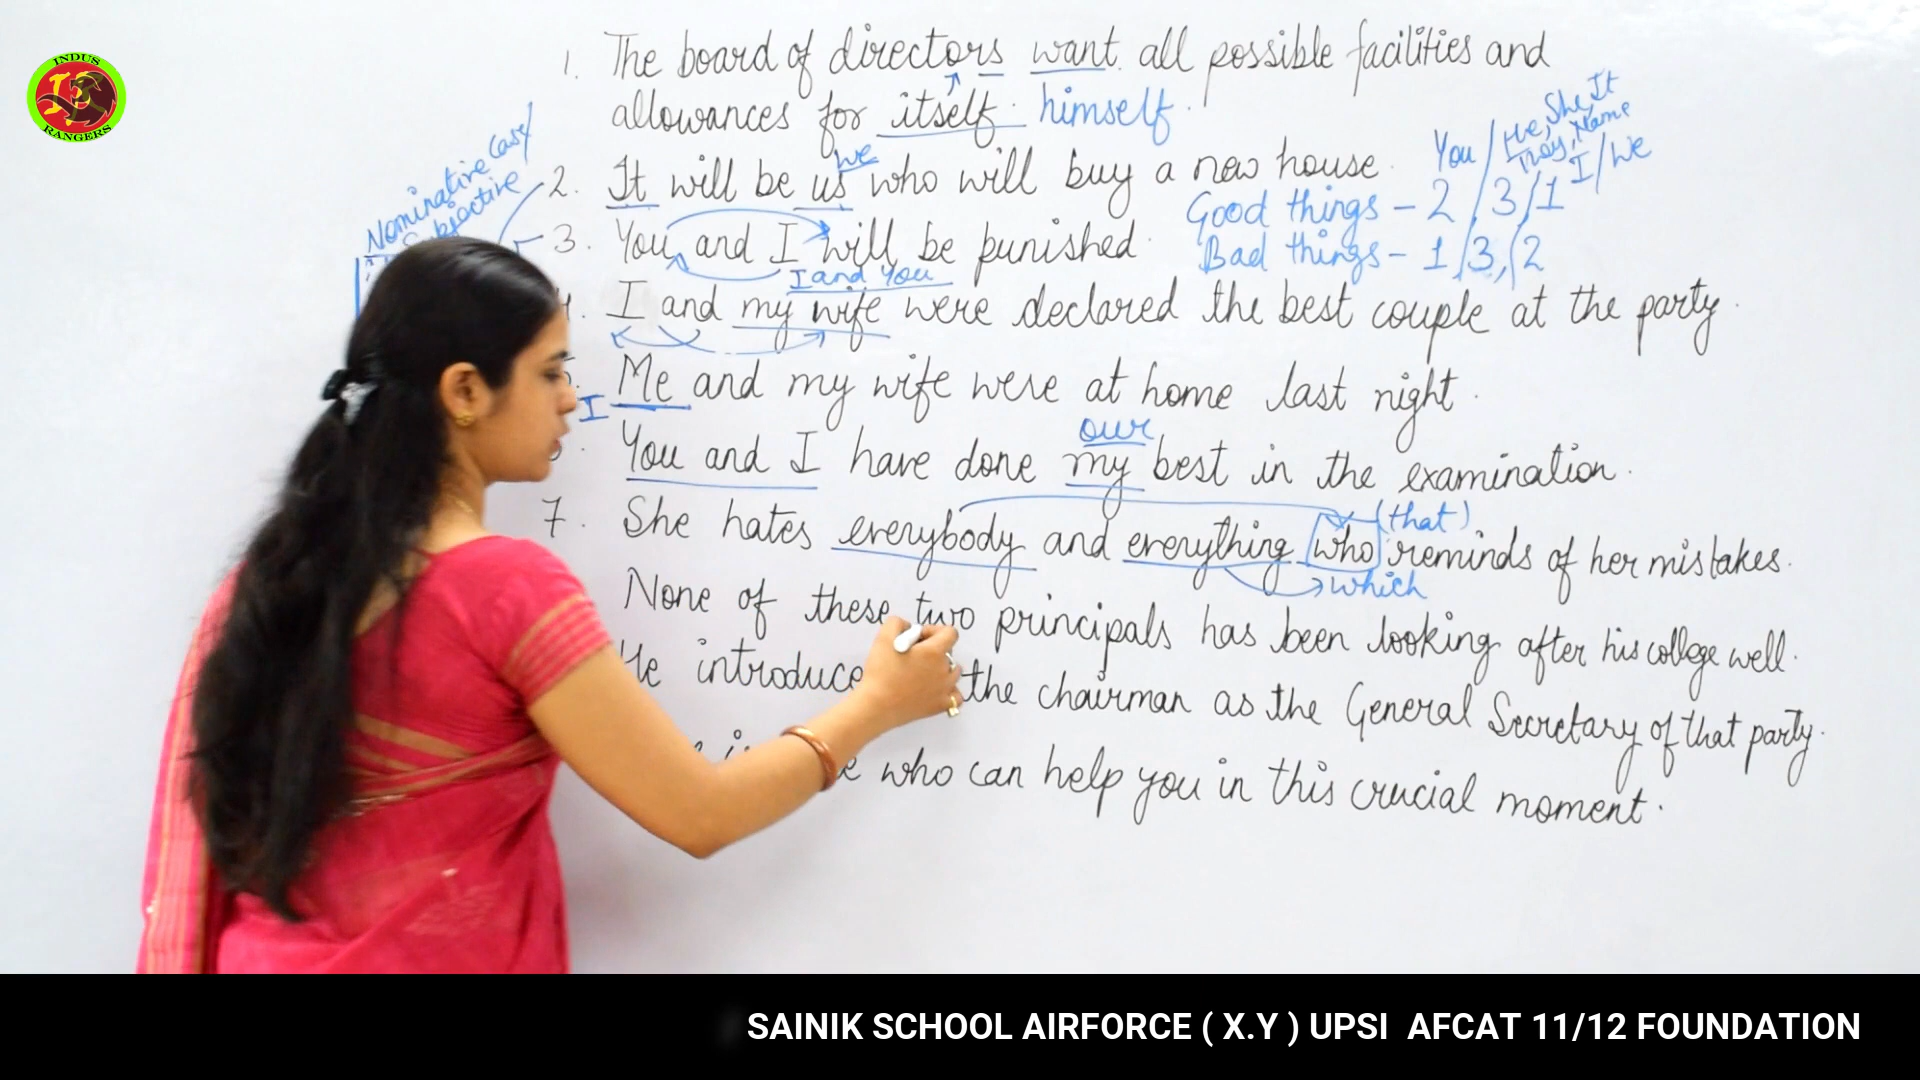 INDUS
RANGERS
1. The board of directors want all possible facilities and
allowances for itself. himself.
Nominative Case/
Subjective
You / He, She, It
They, Name
I/We
we
2. It will be us who will buy a new house.
Good things - 2/3/1
3. You and I will be punished.
Bad things - 1/3/2
I and You
I and my wife were declared the best couple at the party.
Me and my wife were at home last night.
I
our
You and I have done my best in the examination.
(that)
7. She hates everybody and everything who reminds of her mistakes.
which
None of these two principals has been looking after his college well.
He introduce the chairman as the General Secretary of that party.
who can help you in this crucial moment.
SAINIK SCHOOL AIRFORCE ( X.Y ) UPSI AFCAT 11/12 FOUNDATION